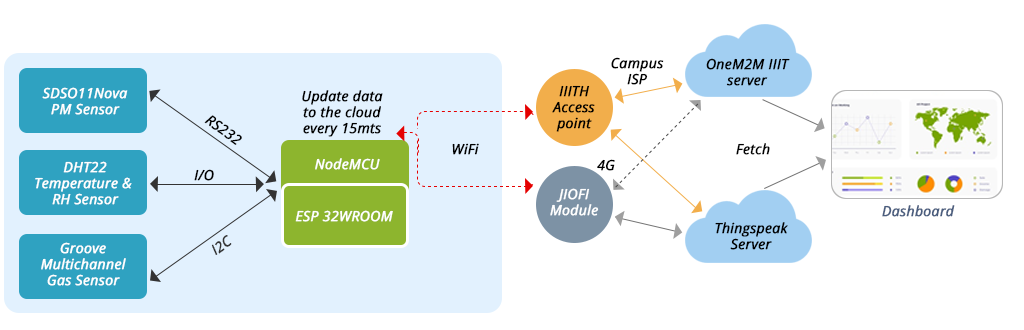 SDSO11Nova
PM Sensor
DHT22
Temperature &
RH Sensor
Groove
Multichannel
Gas Sensor
RS232
I/O
I2C
Update data
to the cloud
every 15mts
NodeMCU
ESP 32WROOM
WiFi
IIITH
Access
point
JIOFI
Module
Campus
ISP
4G
OneM2M IIIT
server
Thingspeak
Server
Fetch
Dashboard